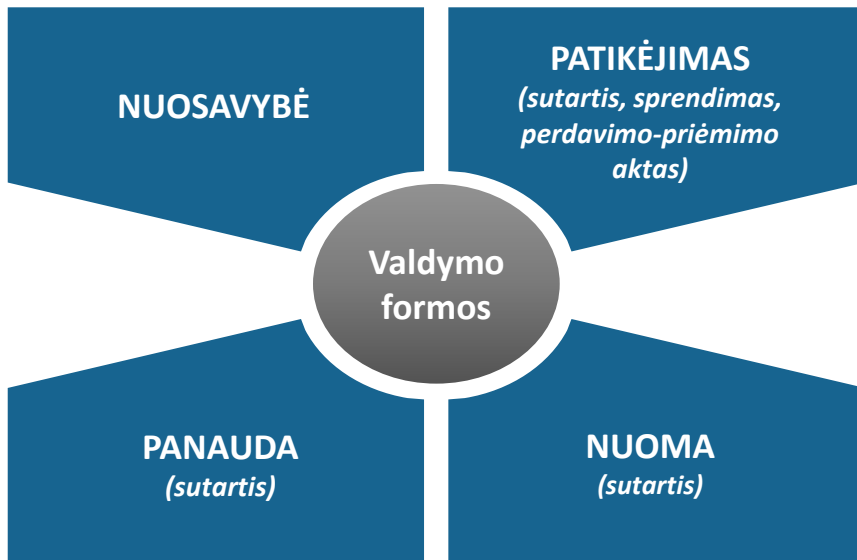 NUOSAVYBĖ
PATIKĖJIMAS
(sutartis, sprendimas,
perdavimo-priėmimo
aktas)
Valdymo
formos
PANAUDA
(sutartis)
NUOMA
(sutartis)